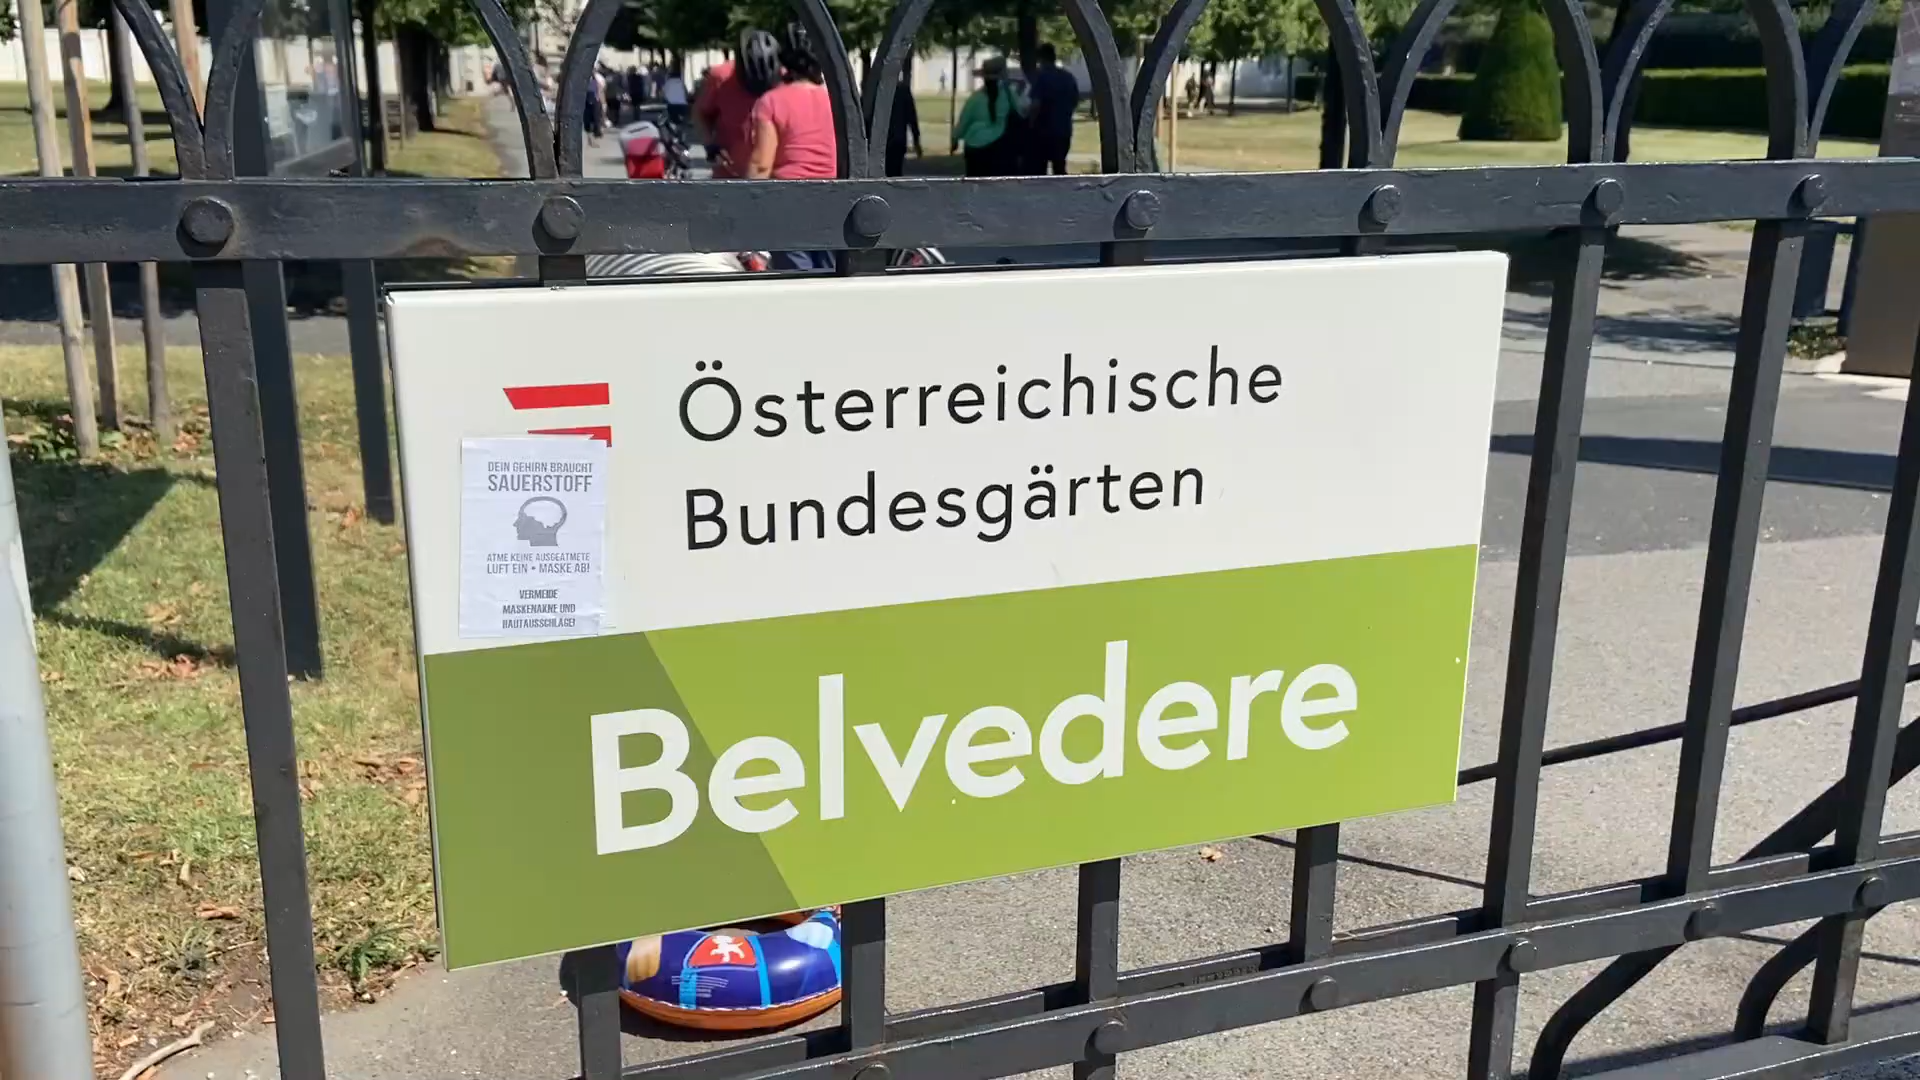 Österreichische
Bundesgärten
DEIN GEHIRN BRAUCHT
SAUERSTOFF
ATME KEINE AUSGEATMETE
LUFT EIN • MASKE AB!
VERMEIDE
MASKENAKNE UND
HAUTAUSSCHLÄGE!
Belvedere